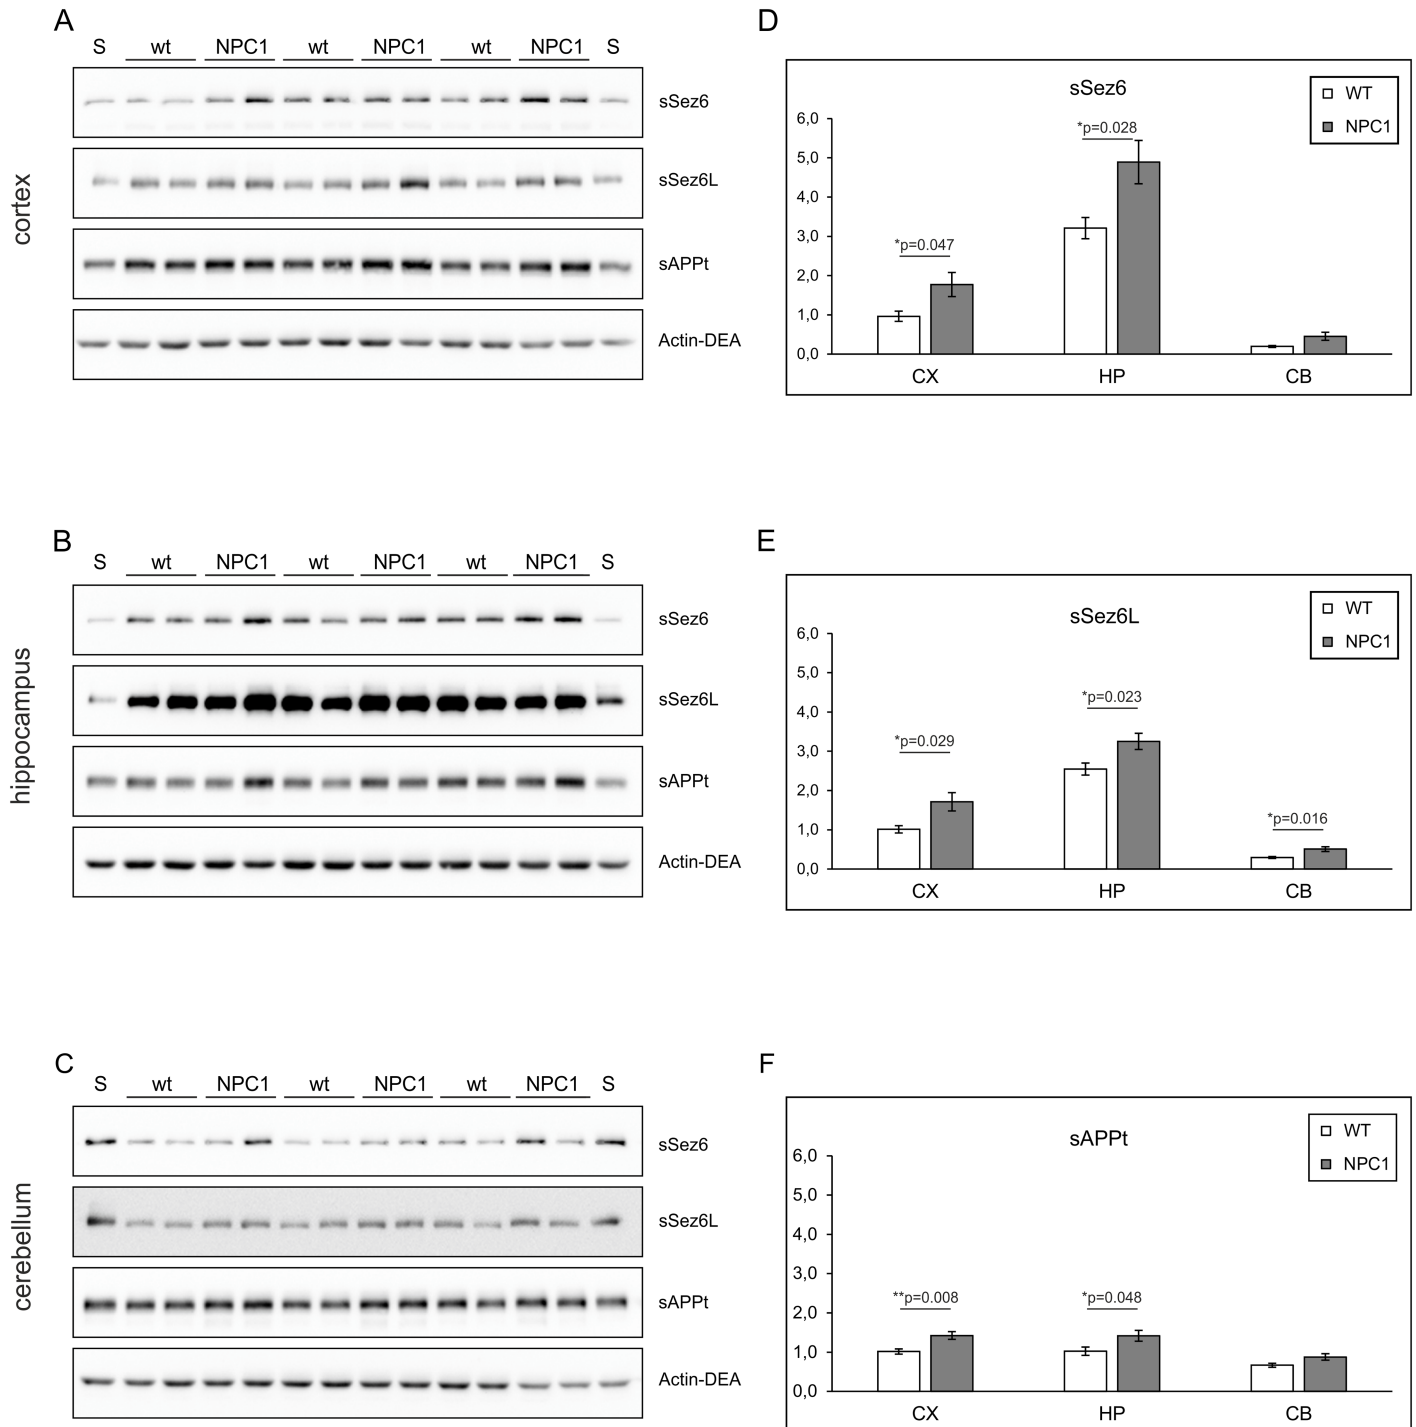 A
S wt NPC1 wt NPC1 wt NPC1 S
cortex
sSez6
sSez6L
sAPPt
Actin-DEA
D
sSez6
WT
NPC1
6,0
5,0
4,0
3,0
2,0
1,0
0,0
*p=0.047
*p=0.028
CX HP CB
B
S wt NPC1 wt NPC1 wt NPC1 S
hippocampus
sSez6
sSez6L
sAPPt
Actin-DEA
E
sSez6L
WT
NPC1
6,0
5,0
4,0
3,0
2,0
1,0
0,0
*p=0.029
*p=0.023
*p=0.016
CX HP CB
C
S wt NPC1 wt NPC1 wt NPC1 S
cerebellum
sSez6
sSez6L
sAPPt
Actin-DEA
F
sAPPt
WT
NPC1
6,0
5,0
4,0
3,0
2,0
1,0
0,0
**p=0.008
*p=0.048
CX HP CB